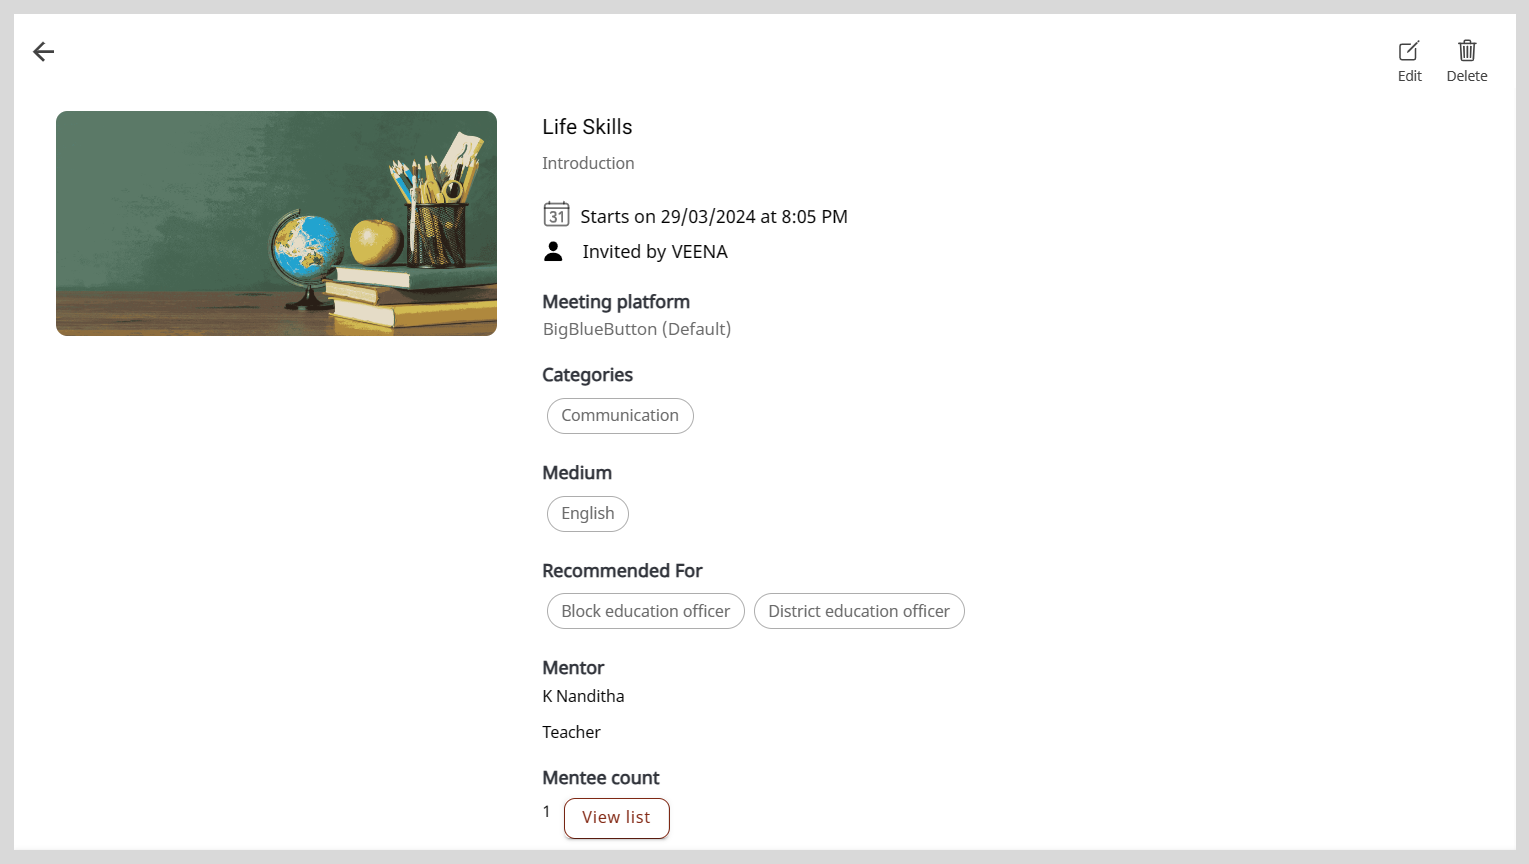 Edit
Delete
Life Skills
Introduction
31
Starts on 29/03/2024 at 8:05 PM
Invited by VEENA
Meeting platform
BigBlueButton (Default)
Categories
Communication
Medium
English
Recommended For
Block education officer
District education officer
Mentor
K Nanditha
Teacher
Mentee count
1
View list